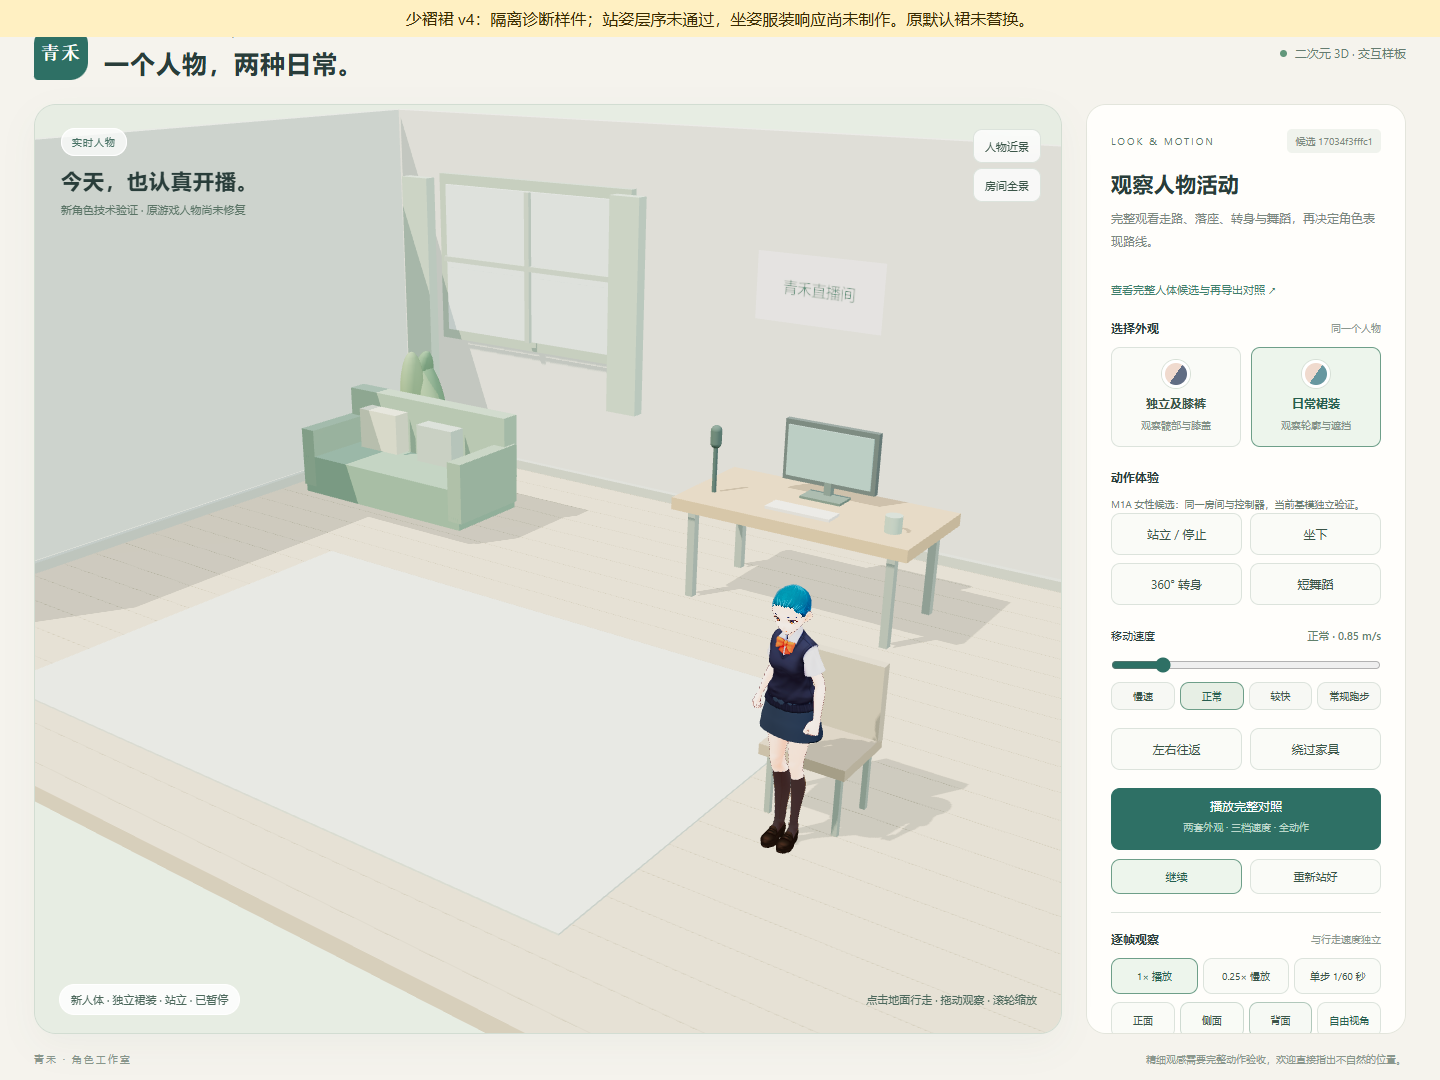 少褶裙 v4：隔离诊断样件；站姿层序未通过，坐姿服装响应尚未制作。原默认裙未替换。
青禾
一个人物，两种日常。
二次元 3D · 交互样板
实时人物
今天，也认真开播。
新角色技术验证 · 原游戏人物尚未修复
人物近景
房间全景
青禾直播间
新人体 · 独立裙装 · 站立 · 已暂停
点击地面行走 · 拖动观察 · 滚轮缩放
LOOK & MOTION
候选 17034f3fffc1
观察人物活动
完整观看走路、落座、转身与舞蹈，再决定角色表
现路线。
查看完整人体候选与再导出对照 ↗
选择外观
同一个人物
独立及膝裤
观察髋部与膝盖
日常裙装
观察轮廓与遮挡
动作体验
M1A 女性候选：同一房间与控制器，当前基模独立验证。
站立 / 停止
坐下
360° 转身
短舞蹈
移动速度
正常 · 0.85 m/s
慢速
正常
较快
常规跑步
左右往返
绕过家具
播放完整对照
两套外观 · 三档速度 · 全动作
继续
重新站好
逐帧观察
与行走速度独立
1× 播放
0.25× 慢放
单步 1/60 秒
正面
侧面
背面
自由视角
青禾 · 角色工作室
精细观感需要完整动作验收，欢迎直接指出不自然的位置。